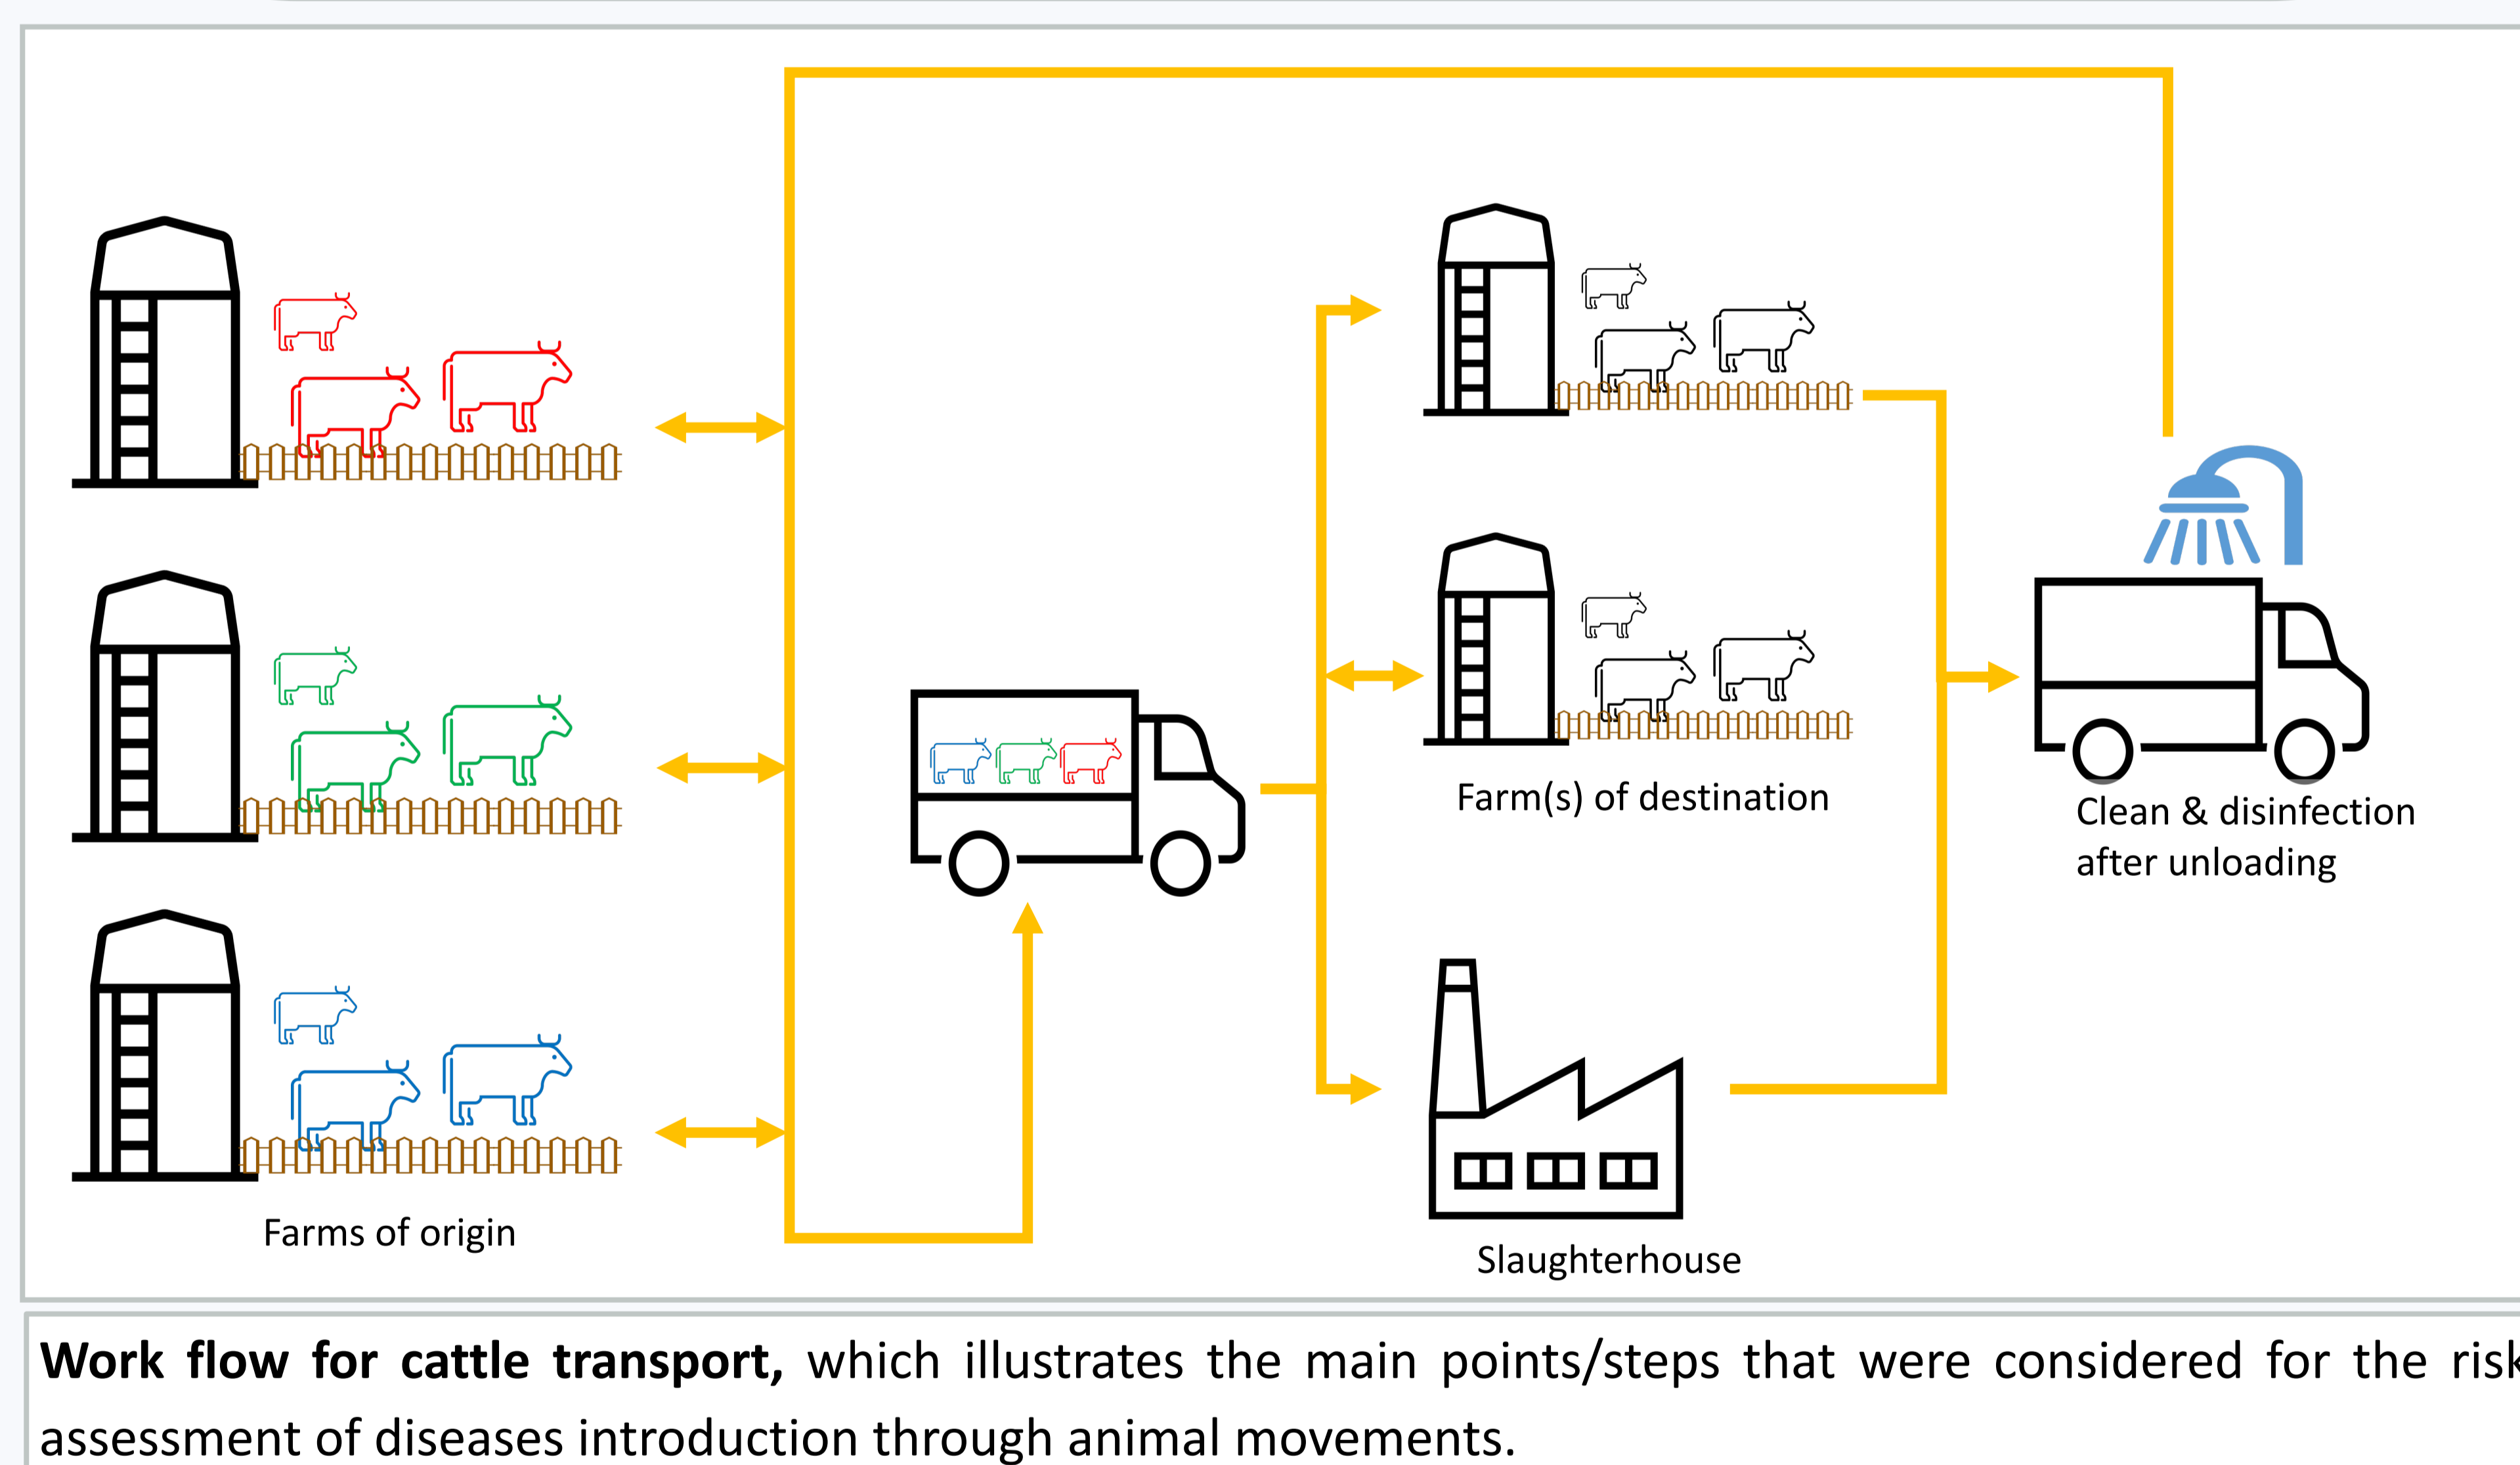 Farm(s) of destination
Clean & disinfection
after unloading
Farms of origin
Slaughterhouse
Work flow for cattle transport, which illustrates the main points/steps that were considered for the risk
assessment of diseases introduction through animal movements.